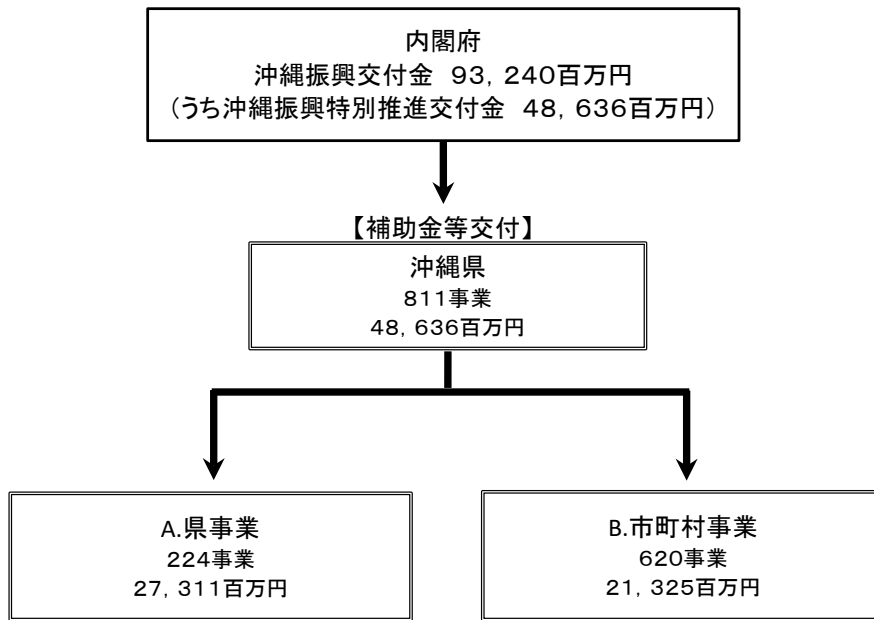 内閣府
沖縄振興交付金　93，240百万円
（うち沖縄振興特別推進交付金　48，636百万円）
【補助金等交付】
沖縄県
811事業
48，636百万円
A.県事業
224事業
27，311百万円
B.市町村事業
620事業
21，325百万円